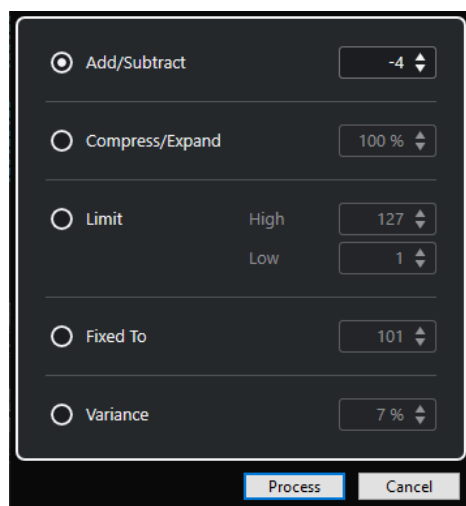 Add/Subtract -4
Compress/Expand 100 %
Limit High 127
Low 1
Fixed To 101
Variance 7 %
Process Cancel